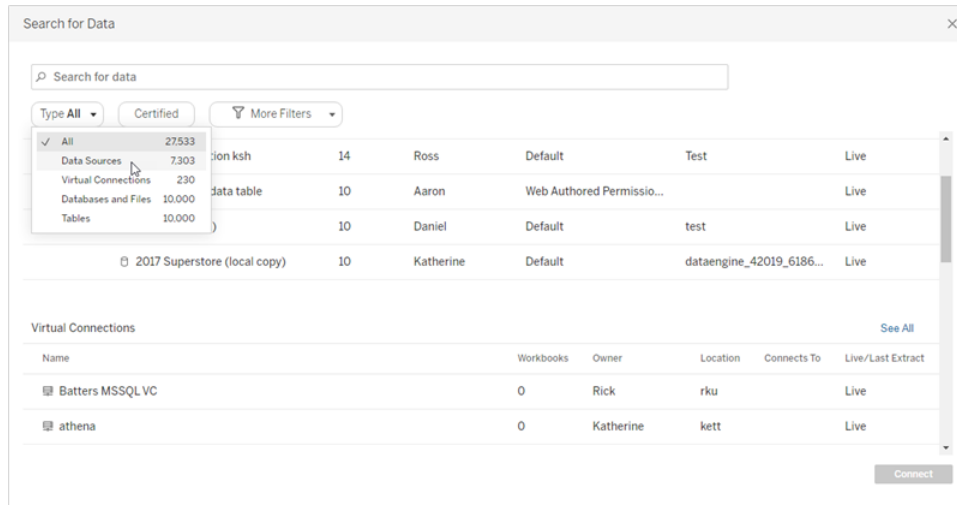 Search for Data
Search for data
Type All Certified More Filters
All 27,533
Data Sources 7,303
Virtual Connections 230
Databases and Files 10,000
Tables 10,000
tion ksh 14 Ross Default Test Live
data table 10 Aaron Web Authored Permissio... Live
) 10 Daniel Default test Live
2017 Superstore (local copy) 10 Katherine Default dataengine_42019_6186... Live
Virtual Connections See All
Name Workbooks Owner Location Connects To Live/Last Extract
Batters MSSQL VC 0 Rick rku Live
athena 0 Katherine kett Live
Connect